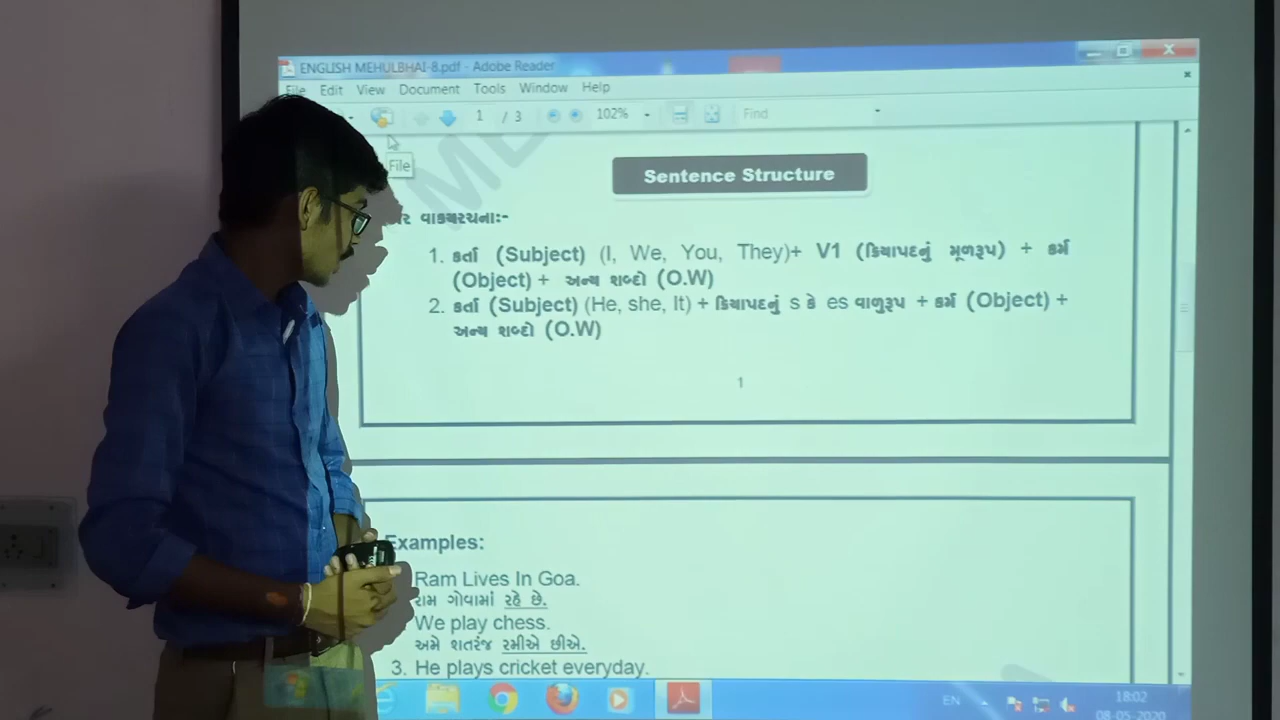 ENGLISH MEHULBHAI-8.pdf - Adobe Reader
File Edit View Document Tools Window Help
1 / 3 102% Find
File
Sentence Structure
વાક્યરચનાઃ-
1. કર્તા (Subject) (I, We, You, They)+ V1 (ક્રિયાપદનું મૂળરૂપ) + કર્મ
(Object) + અન્ય શબ્દો (O.W)
2. કર્તા (Subject) (He, she, It) + ક્રિયાપદનું s કે es વાળુરૂપ + કર્મ (Object) +
અન્ય શબ્દો (O.W)
1
Examples:
Ram Lives In Goa.
રામ ગોવામાં રહે છે.
We play chess.
અમે શતરંજ રમીએ છીએ.
3. He plays cricket everyday.
EN 18:02
08-05-2020